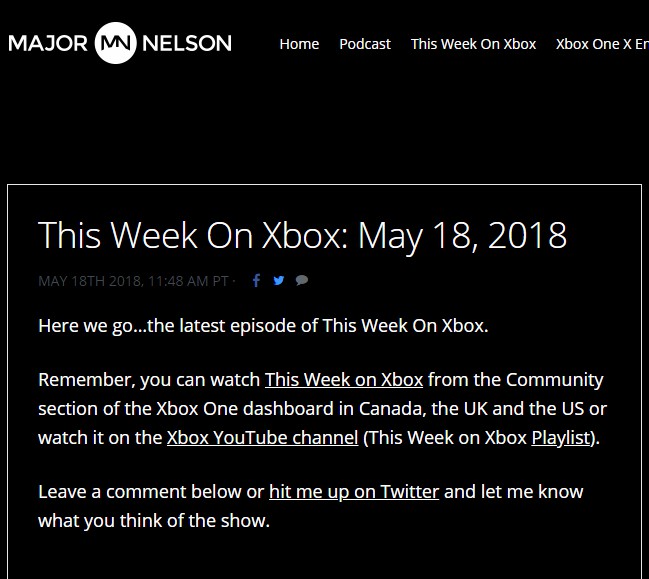 MAJOR MN NELSON
Home Podcast This Week On Xbox Xbox One X En
This Week On Xbox: May 18, 2018
MAY 18TH 2018, 11:48 AM PT ·
Here we go...the latest episode of This Week On Xbox.
Remember, you can watch This Week on Xbox from the Community
section of the Xbox One dashboard in Canada, the UK and the US or
watch it on the Xbox YouTube channel (This Week on Xbox Playlist).
Leave a comment below or hit me up on Twitter and let me know
what you think of the show.